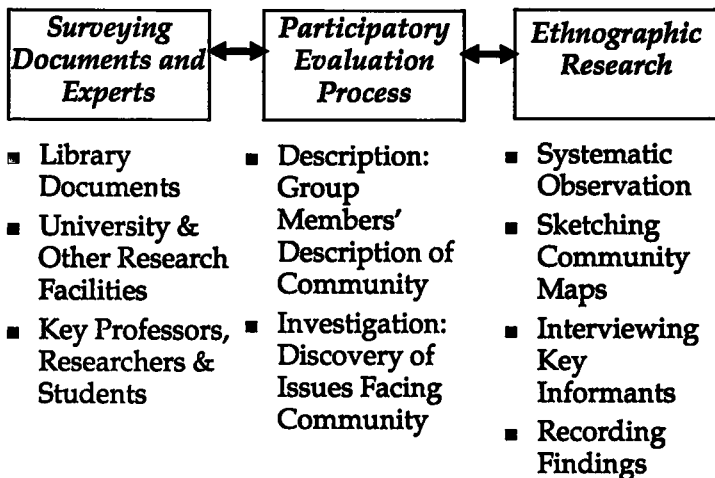 Surveying
Documents and
Experts
Participatory
Evaluation
Process
Ethnographic
Research
■ Library
Documents
■ University &
Other Research
Facilities
■ Key Professors,
Researchers &
Students
■ Description:
Group
Members'
Description of
Community
■ Investigation:
Discovery of
Issues Facing
Community
■ Systematic
Observation
■ Sketching
Community
Maps
■ Interviewing
Key
Informants
■ Recording
Findings